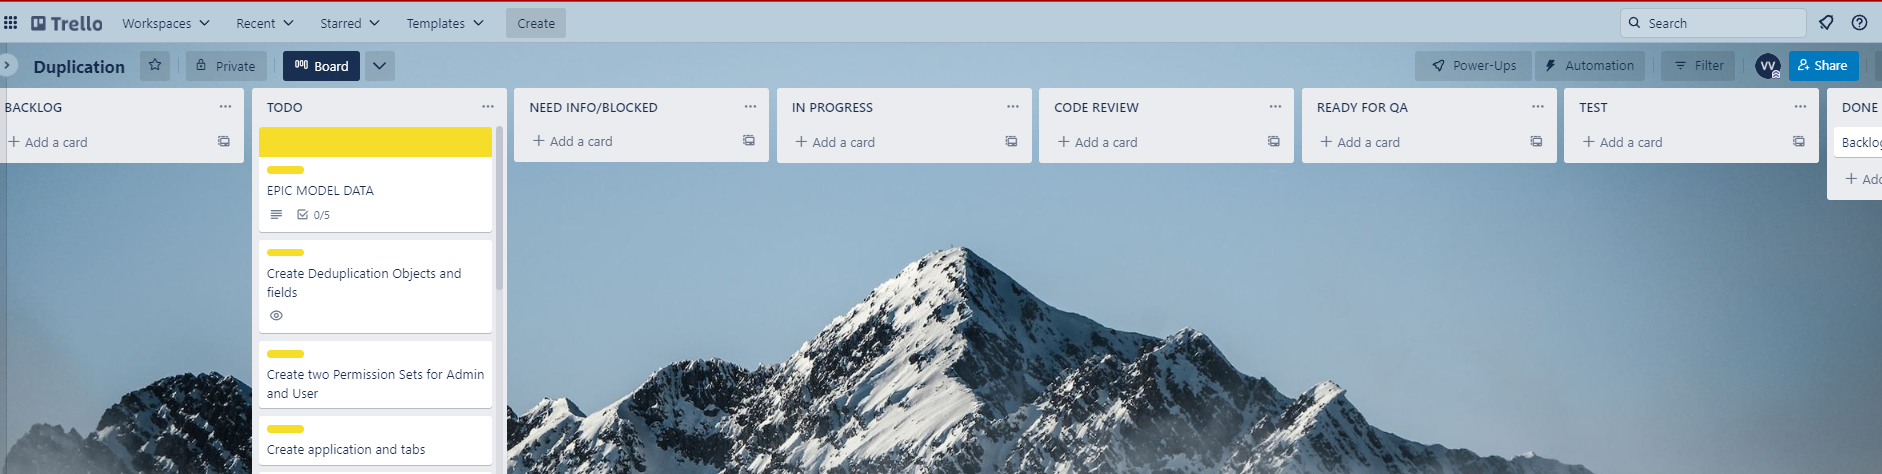 Trello Workspaces Recent Starred Templates Create Search
Duplication Private Board Power-Ups Automation Filter VV Share
BACKLOG
Add a card
TODO
EPIC MODEL DATA
0/5
Create Deduplication Objects and
fields
Create two Permission Sets for Admin
and User
Create application and tabs
NEED INFO/BLOCKED
Add a card
IN PROGRESS
Add a card
CODE REVIEW
Add a card
READY FOR QA
Add a card
TEST
Add a card
DONE
Backlog
Add